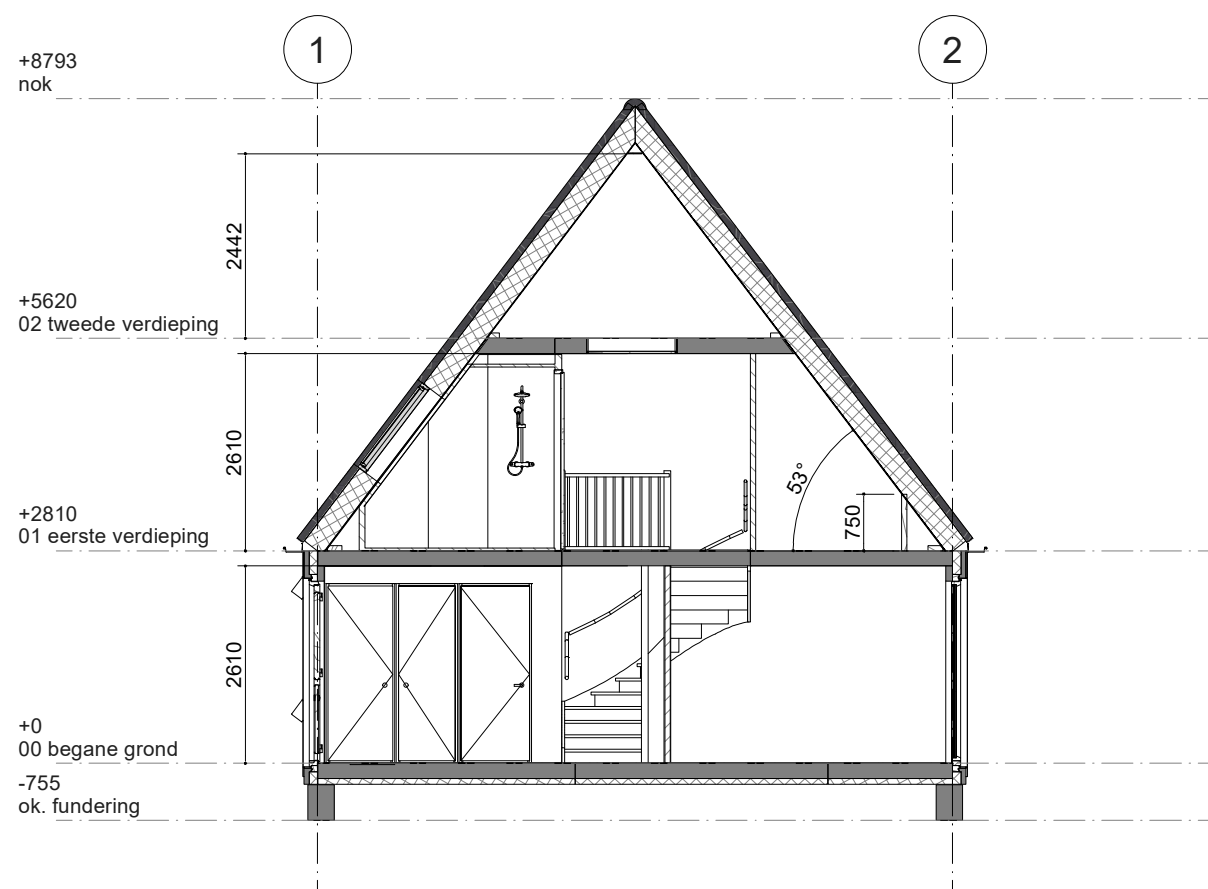 1
2
+8793
nok
2442
+5620
02 tweede verdieping
2610
53°
750
+2810
01 eerste verdieping
2610
+0
00 begane grond
-755
ok. fundering